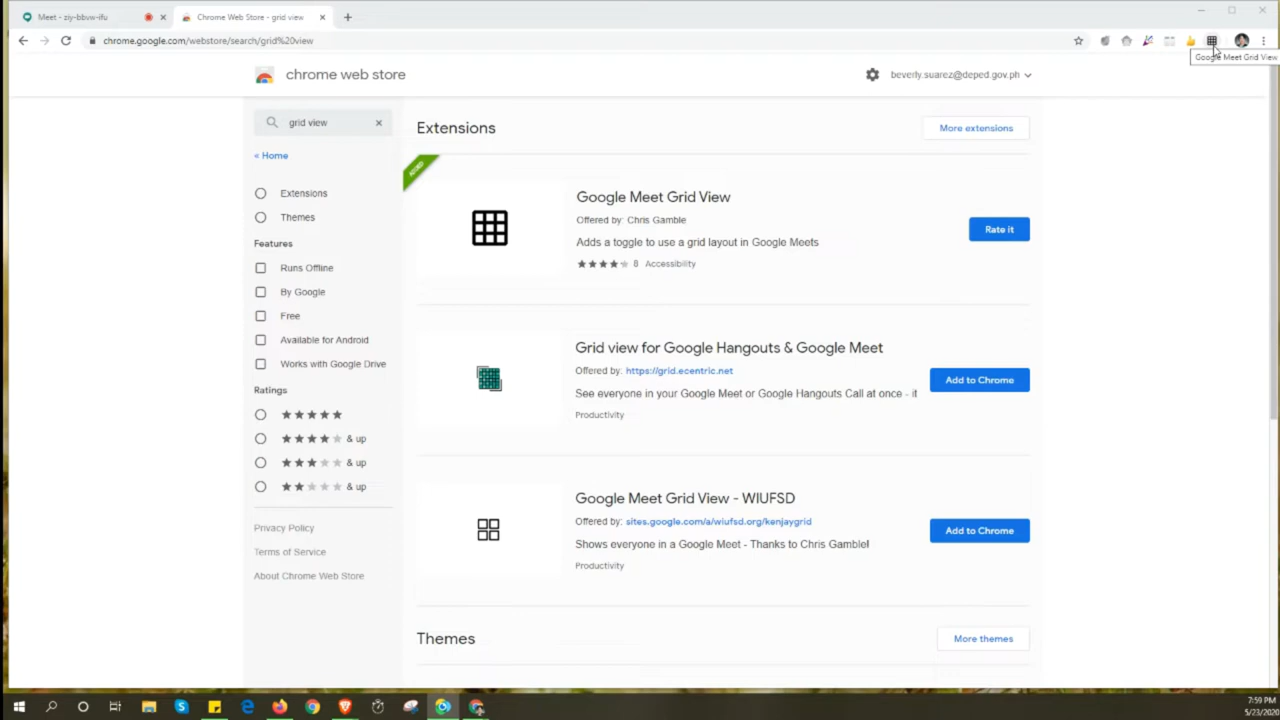 Meet - ziy-bbvw-ifu
Chrome Web Store - grid view
chrome.google.com/webstore/search/grid%20view
Google Meet Grid View
chrome web store
beverly.suarez@deped.gov.ph
grid view
Extensions
More extensions
< Home
Extensions
Themes
Features
Runs Offline
By Google
Free
Available for Android
Works with Google Drive
Ratings
& up
& up
& up
Privacy Policy
Terms of Service
About Chrome Web Store
ADDED
Google Meet Grid View
Offered by: Chris Gamble
Adds a toggle to use a grid layout in Google Meets
8 Accessibility
Rate it
Grid view for Google Hangouts & Google Meet
Offered by: https://grid.ecentric.net
See everyone in your Google Meet or Google Hangouts Call at once - it
Productivity
Add to Chrome
Google Meet Grid View - WIUFSD
Offered by: sites.google.com/a/wiufsd.org/kenjaygrid
Shows everyone in a Google Meet - Thanks to Chris Gamble!
Productivity
Add to Chrome
Themes
More themes
7:59 PM
5/23/2020